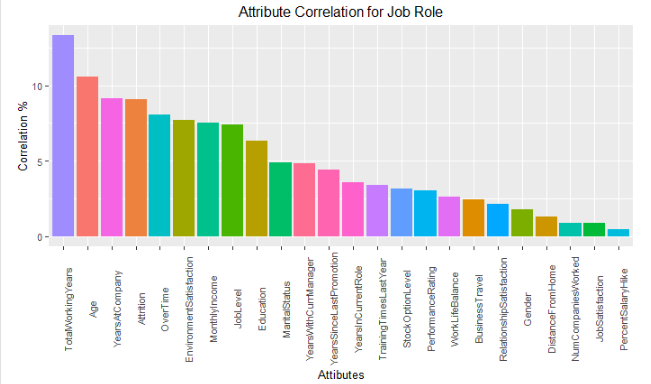 Attribute Correlation for Job Role
Correlation %
10
5
0
TotalWorkingYears
Age
YearsAtCompany
Attrition
OverTime
EnvironmentSatisfaction
MonthlyIncome
JobLevel
Education
MaritalStatus
YearsWithCurrManager
YearsSinceLastPromotion
YearsInCurrentRole
TrainingTimesLastYear
StockOptionLevel
PerformanceRating
WorkLifeBalance
BusinessTravel
RelationshipSatisfaction
Gender
DistanceFromHome
NumCompaniesWorked
JobSatisfaction
PercentSalaryHike
Attibutes